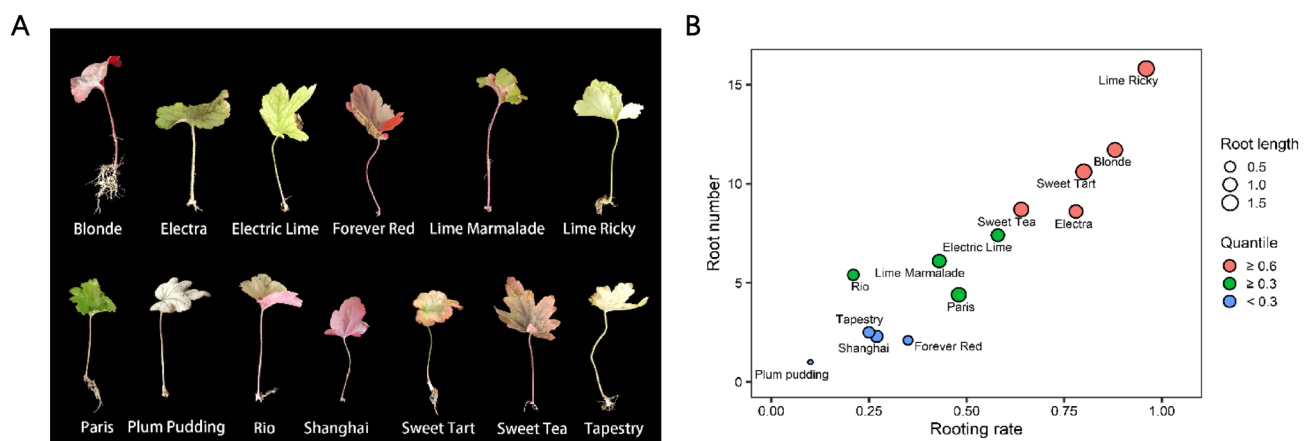 A
Blonde Electra Electric Lime Forever Red Lime Marmalade Lime Ricky
Paris Plum Pudding Rio Shanghai Sweet Tart Sweet Tea Tapestry
B
Root number
15
10
5
0
Lime Ricky
Blonde
Sweet Tart
Sweet Tea
Electra
Electric Lime
Lime Marmalade
Rio
Paris
Tapestry
Shanghai
Forever Red
Plum pudding
0.00 0.25 0.50 0.75 1.00
Rooting rate
Root length
0.5
1.0
1.5
Quantile
≥ 0.6
≥ 0.3
< 0.3